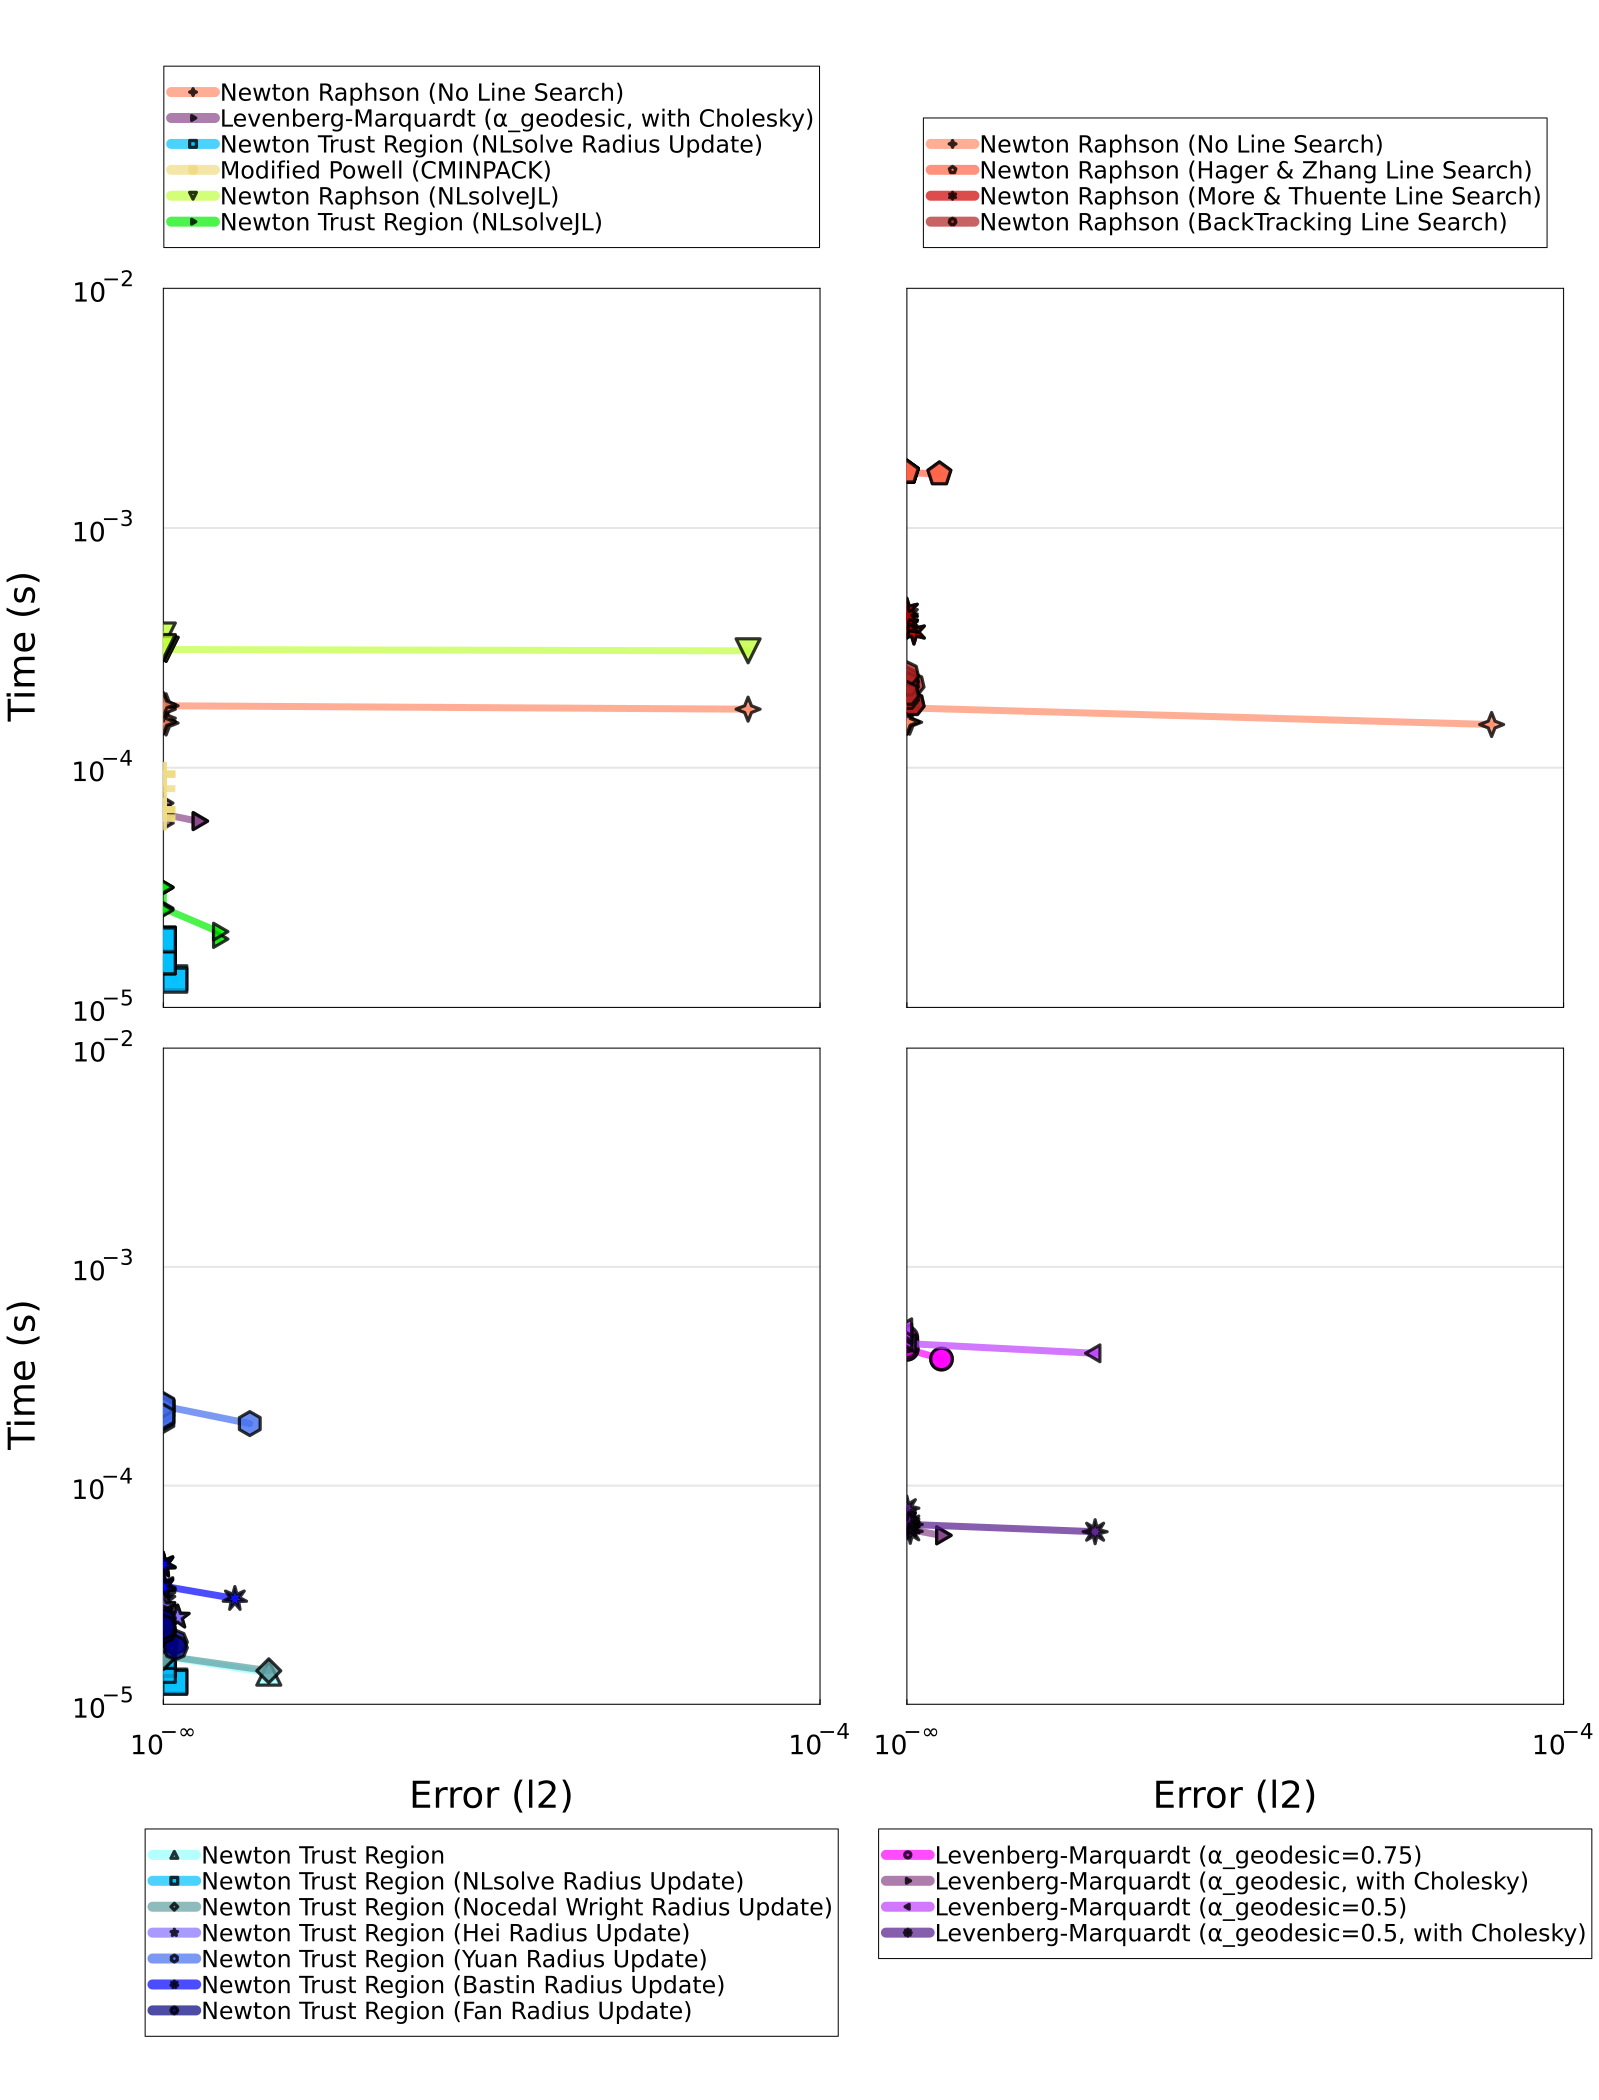 Newton Raphson (No Line Search)
Levenberg-Marquardt (α_geodesic, with Cholesky)
Newton Trust Region (NLsolve Radius Update)
Modified Powell (CMINPACK)
Newton Raphson (NLsolveJL)
Newton Trust Region (NLsolveJL)
Newton Raphson (No Line Search)
Newton Raphson (Hager & Zhang Line Search)
Newton Raphson (More & Thuente Line Search)
Newton Raphson (BackTracking Line Search)
10⁻²
10⁻³
10⁻⁴
10⁻⁵
Time (s)
10⁻²
10⁻³
10⁻⁴
10⁻⁵
Time (s)
10^−∞
10⁻⁴
10^−∞
10⁻⁴
Error (l2)
Error (l2)
Newton Trust Region
Newton Trust Region (NLsolve Radius Update)
Newton Trust Region (Nocedal Wright Radius Update)
Newton Trust Region (Hei Radius Update)
Newton Trust Region (Yuan Radius Update)
Newton Trust Region (Bastin Radius Update)
Newton Trust Region (Fan Radius Update)
Levenberg-Marquardt (α_geodesic=0.75)
Levenberg-Marquardt (α_geodesic, with Cholesky)
Levenberg-Marquardt (α_geodesic=0.5)
Levenberg-Marquardt (α_geodesic=0.5, with Cholesky)